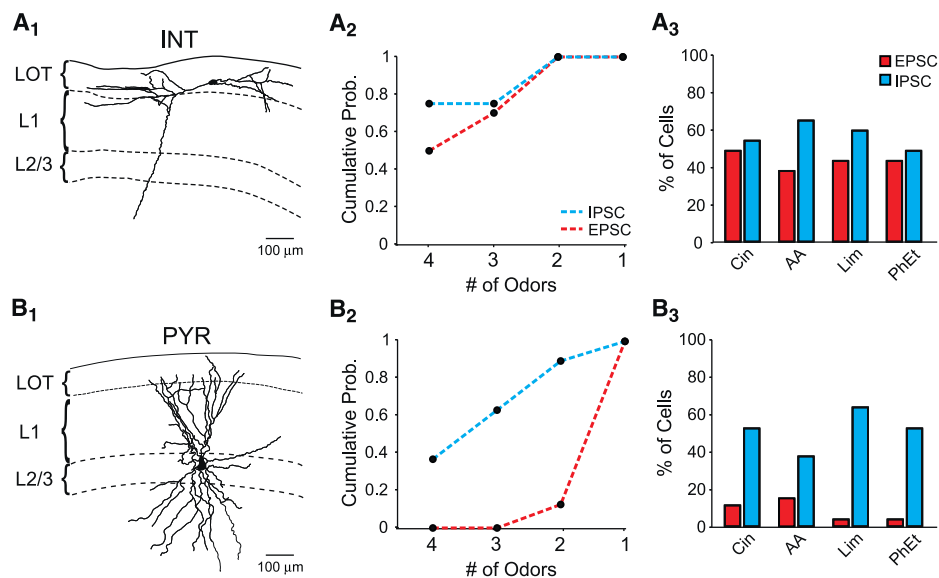 A1
INT
LOT
L1
L2/3
100 μm
A2
Cumulative Prob.
1
0.8
0.6
0.4
0.2
0
4 3 2 1
# of Odors
IPSC
EPSC
A3
EPSC
IPSC
% of Cells
100
80
60
40
20
0
Cin AA Lim PhEt
B1
PYR
LOT
L1
L2/3
100 μm
B2
Cumulative Prob.
1
0.8
0.6
0.4
0.2
0
4 3 2 1
# of Odors
B3
% of Cells
100
80
60
40
20
0
Cin AA Lim PhEt